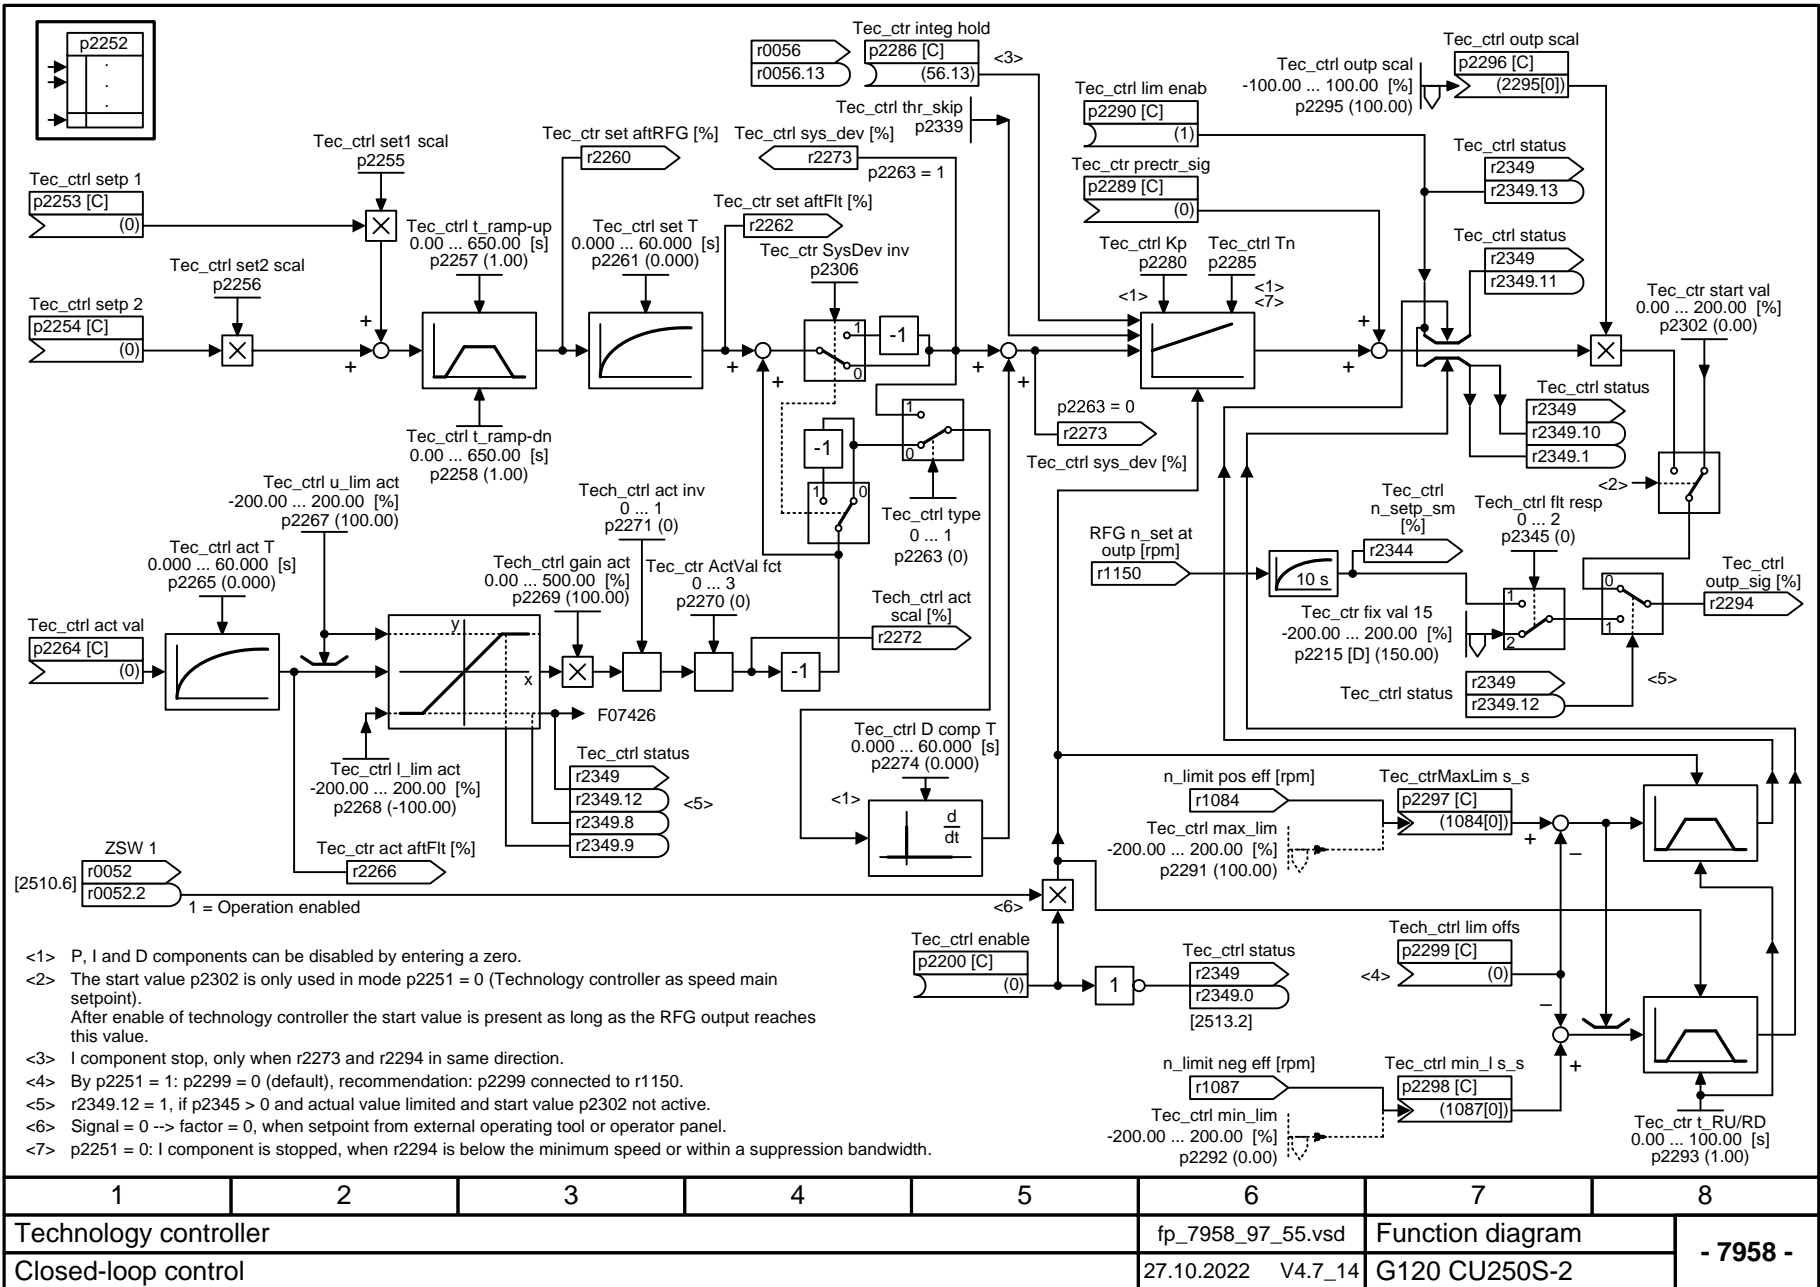 p2252
r0056
r0056.13
Tec_ctr integ hold
p2286 [C]
(56.13)
<3>
Tec_ctrl thr_skip
p2339
Tec_ctrl lim enab
p2290 [C]
(1)
Tec_ctr prectr_sig
p2289 [C]
(0)
Tec_ctrl outp scal
-100.00 ... 100.00 [%]
p2295 (100.00)
Tec_ctrl outp scal
p2296 [C]
(2295[0])
Tec_ctrl status
r2349
r2349.13
Tec_ctrl status
r2349
r2349.11
Tec_ctr start val
0.00 ... 200.00 [%]
p2302 (0.00)
Tec_ctrl set1 scal
p2255
Tec_ctr set aftRFG [%]
r2260
Tec_ctrl sys_dev [%]
r2273
p2263 = 1
Tec_ctrl setp 1
p2253 [C]
(0)
Tec_ctrl set2 scal
p2256
Tec_ctrl setp 2
p2254 [C]
(0)
Tec_ctrl t_ramp-up
0.00 ... 650.00 [s]
p2257 (1.00)
Tec_ctrl set T
0.000 ... 60.000 [s]
p2261 (0.000)
Tec_ctr set aftFlt [%]
r2262
Tec_ctr SysDev inv
p2306
Tec_ctrl Kp
p2280
<1>
Tec_ctrl Tn
p2285
<1>
<7>
+
+
+
+
1
0
-1
+
+
+
+
Tec_ctrl t_ramp-dn
0.00 ... 650.00 [s]
p2258 (1.00)
-1
1
0
1
0
Tec_ctrl type
0 ... 1
p2263 (0)
p2263 = 0
r2273
Tec_ctrl sys_dev [%]
Tec_ctrl status
r2349
r2349.10
r2349.1
<2>
Tec_ctrl u_lim act
-200.00 ... 200.00 [%]
p2267 (100.00)
Tec_ctrl act T
0.000 ... 60.000 [s]
p2265 (0.000)
Tech_ctrl act inv
0 ... 1
p2271 (0)
Tech_ctrl gain act
0.00 ... 500.00 [%]
p2269 (100.00)
Tec_ctr ActVal fct
0 ... 3
p2270 (0)
Tech_ctrl act
scal [%]
r2272
Tec_ctrl act val
p2264 [C]
(0)
y
x
-1
F07426
Tec_ctrl l_lim act
-200.00 ... 200.00 [%]
p2268 (-100.00)
Tec_ctrl status
r2349
r2349.12
<5>
r2349.8
r2349.9
Tec_ctr act aftFlt [%]
r2266
RFG n_set at
outp [rpm]
r1150
10 s
Tec_ctrl
n_setp_sm
[%]
r2344
Tech_ctrl flt resp
0 ... 2
p2345 (0)
1
2
0
1
Tec_ctrl
outp_sig [%]
r2294
Tec_ctr fix val 15
-200.00 ... 200.00 [%]
p2215 [D] (150.00)
Tec_ctrl status
r2349
r2349.12
<5>
Tec_ctrl D comp T
0.000 ... 60.000 [s]
p2274 (0.000)
<1>
d
dt
n_limit pos eff [rpm]
r1084
Tec_ctrl max_lim
-200.00 ... 200.00 [%]
p2291 (100.00)
Tec_ctrMaxLim s_s
p2297 [C]
(1084[0])
+
–
ZSW 1
[2510.6]
r0052
r0052.2
1 = Operation enabled
<6>
Tec_ctrl enable
p2200 [C]
(0)
1
Tec_ctrl status
r2349
r2349.0
[2513.2]
Tech_ctrl lim offs
p2299 [C]
(0)
<4>
–
+
n_limit neg eff [rpm]
r1087
Tec_ctrl min_lim
-200.00 ... 200.00 [%]
p2292 (0.00)
Tec_ctrl min_l s_s
p2298 [C]
(1087[0])
Tec_ctr t_RU/RD
0.00 ... 100.00 [s]
p2293 (1.00)
<1> P, I and D components can be disabled by entering a zero.
<2> The start value p2302 is only used in mode p2251 = 0 (Technology controller as speed main
setpoint).
After enable of technology controller the start value is present as long as the RFG output reaches
this value.
<3> I component stop, only when r2273 and r2294 in same direction.
<4> By p2251 = 1: p2299 = 0 (default), recommendation: p2299 connected to r1150.
<5> r2349.12 = 1, if p2345 > 0 and actual value limited and start value p2302 not active.
<6> Signal = 0 --> factor = 0, when setpoint from external operating tool or operator panel.
<7> p2251 = 0: I component is stopped, when r2294 is below the minimum speed or within a suppression bandwidth.
1 2 3 4 5 6 7 8
Technology controller
fp_7958_97_55.vsd
Function diagram
- 7958 -
Closed-loop control
27.10.2022 V4.7_14
G120 CU250S-2